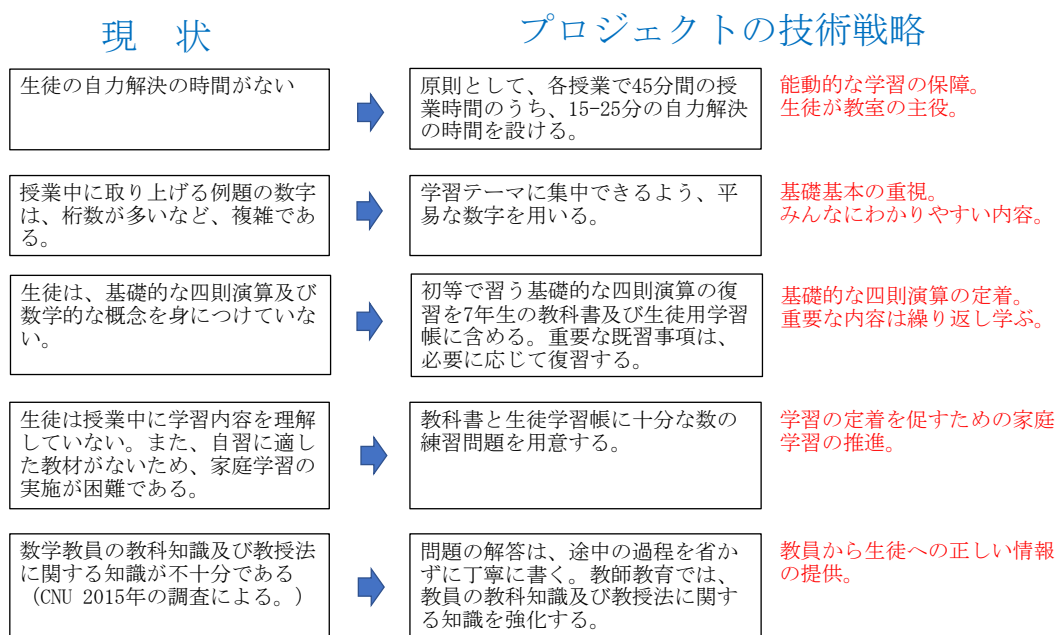 現　状
プロジェクトの技術戦略
生徒の自力解決の時間がない
原則として、各授業で45分間の授
業時間のうち、15-25分の自力解決
の時間を設ける。
能動的な学習の保障。
生徒が教室の主役。
授業中に取り上げる例題の数字
は、桁数が多いなど、複雑であ
る。
学習テーマに集中できるよう、平
易な数字を用いる。
基礎基本の重視。
みんなにわかりやすい内容。
生徒は、基礎的な四則演算及び
数学的な概念を身につけていな
い。
初等で習う基礎的な四則演算の復
習を7年生の教科書及び生徒用学習
帳に含める。重要な既習事項は、
必要に応じて復習する。
基礎的な四則演算の定着。
重要な内容は繰り返し学ぶ。
生徒は授業中に学習内容を理解
していない。また、自習に適し
た教材がないため、家庭学習の
実施が困難である。
教科書と生徒学習帳に十分な数の
練習問題を用意する。
学習の定着を促すための家庭
学習の推進。
数学教員の教科知識及び教授法
に関する知識が不十分である
（CNU 2015年の調査による。）
問題の解答は、途中の過程を省か
ずに丁寧に書く。教師教育では、
教員の教科知識及び教授法に関す
る知識を強化する。
教員から生徒への正しい情報
の提供。